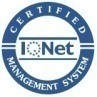 CERTIFIED
IQNet
MANAGEMENT SYSTEM